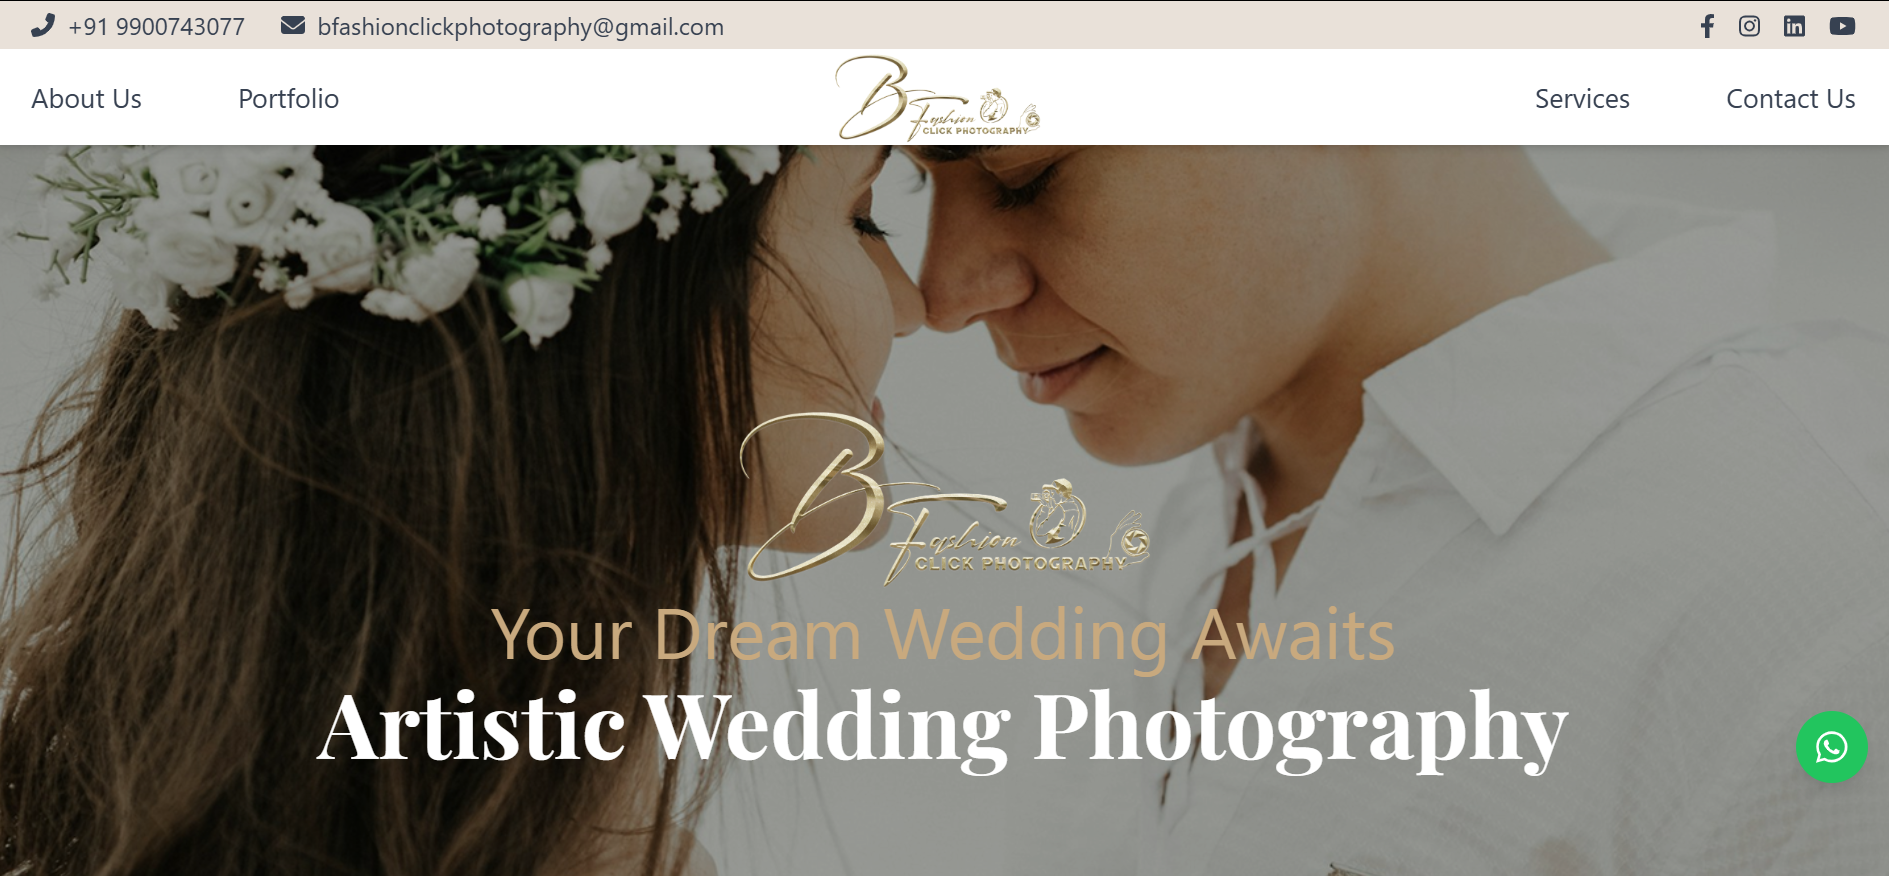 +91 9900743077 bfashionclickphotography@gmail.com
About Us Portfolio
B Fashion
CLICK PHOTOGRAPHY
Services Contact Us
B Fashion
CLICK PHOTOGRAPHY
Your Dream Wedding Awaits
Artistic Wedding Photography